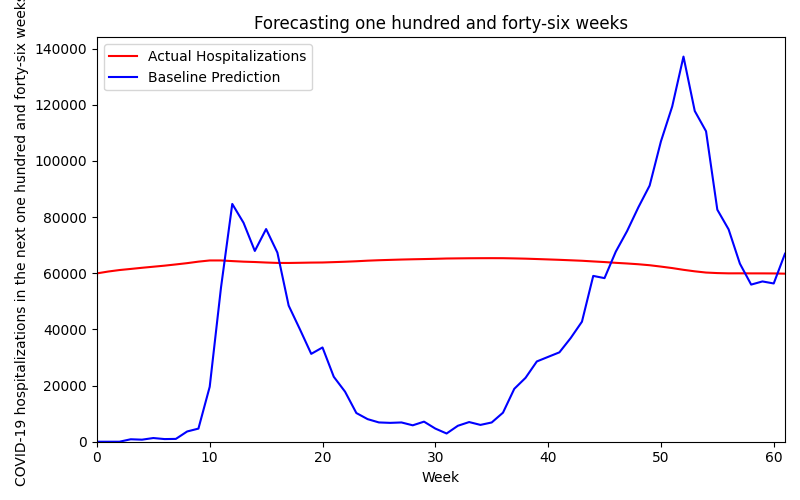 Forecasting one hundred and forty-six weeks
COVID-19 hospitalizations in the next one hundred and forty-six weeks
140000
120000
100000
80000
60000
40000
20000
0
Actual Hospitalizations
Baseline Prediction
0 10 20 30 40 50 60
Week